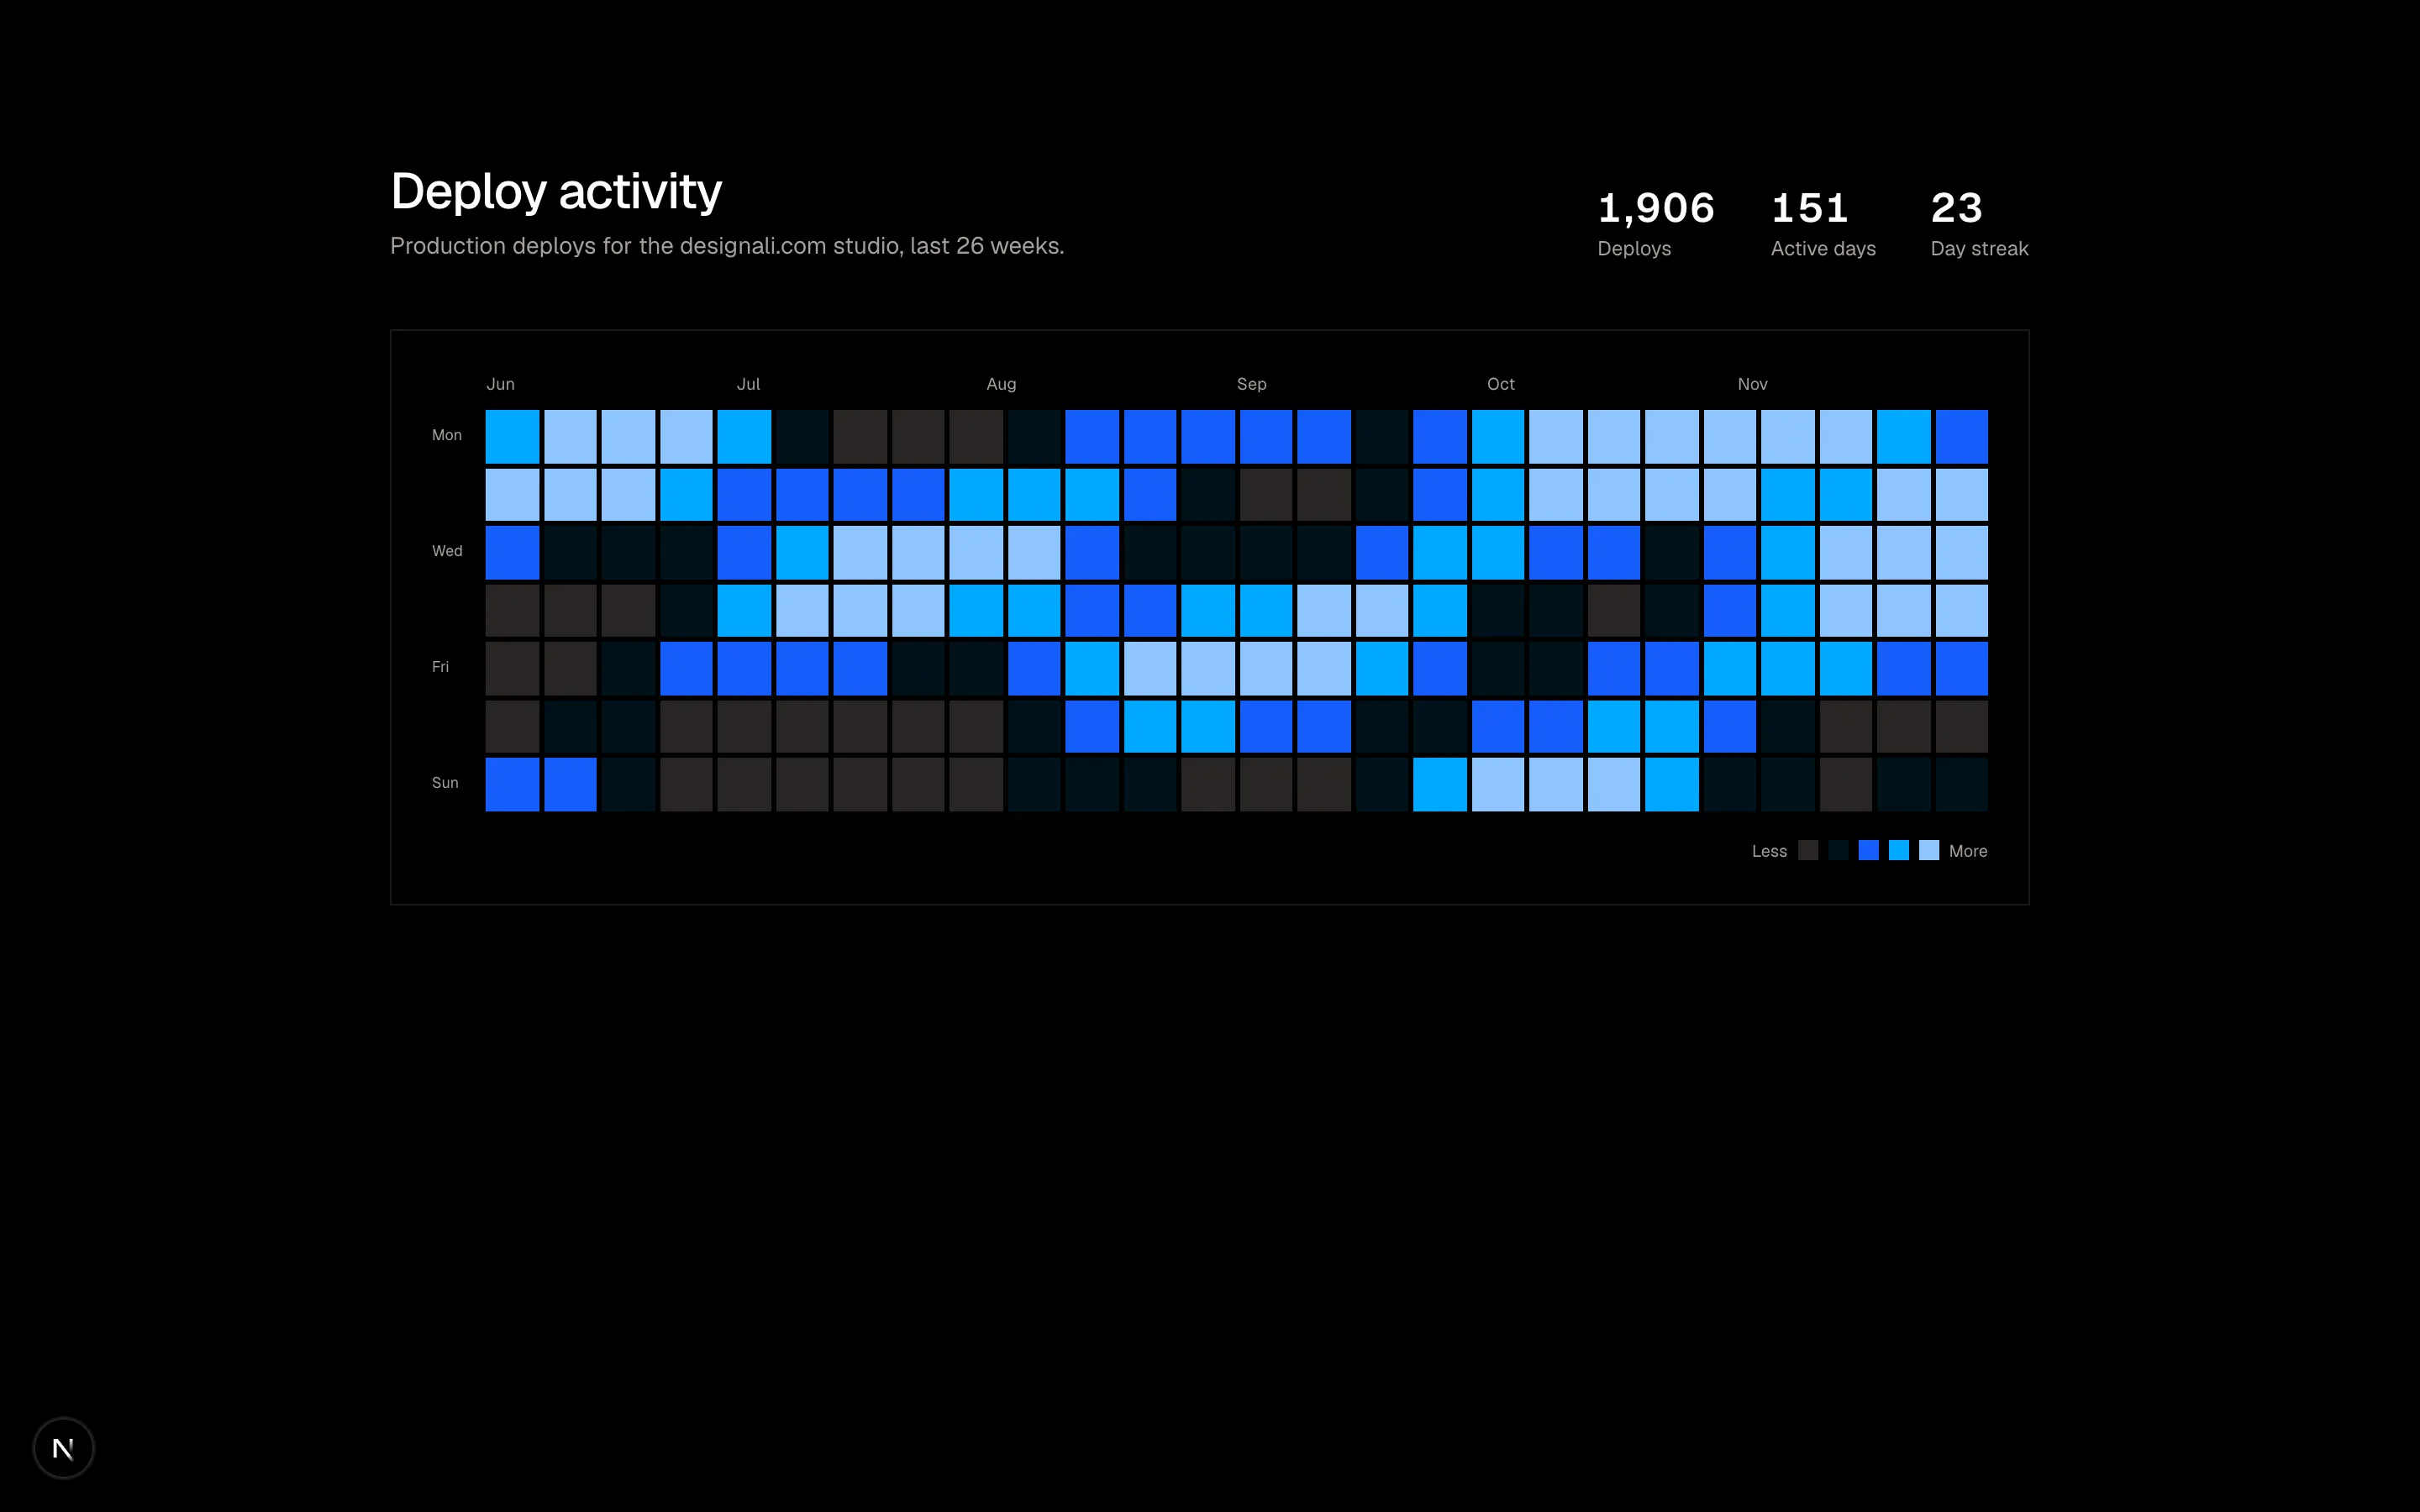 Deploy activity
Production deploys for the designali.com studio, last 26 weeks.
1,906
Deploys
151
Active days
23
Day streak
Jun Jul Aug Sep Oct Nov
Mon
Wed
Fri
Sun
Less More
N